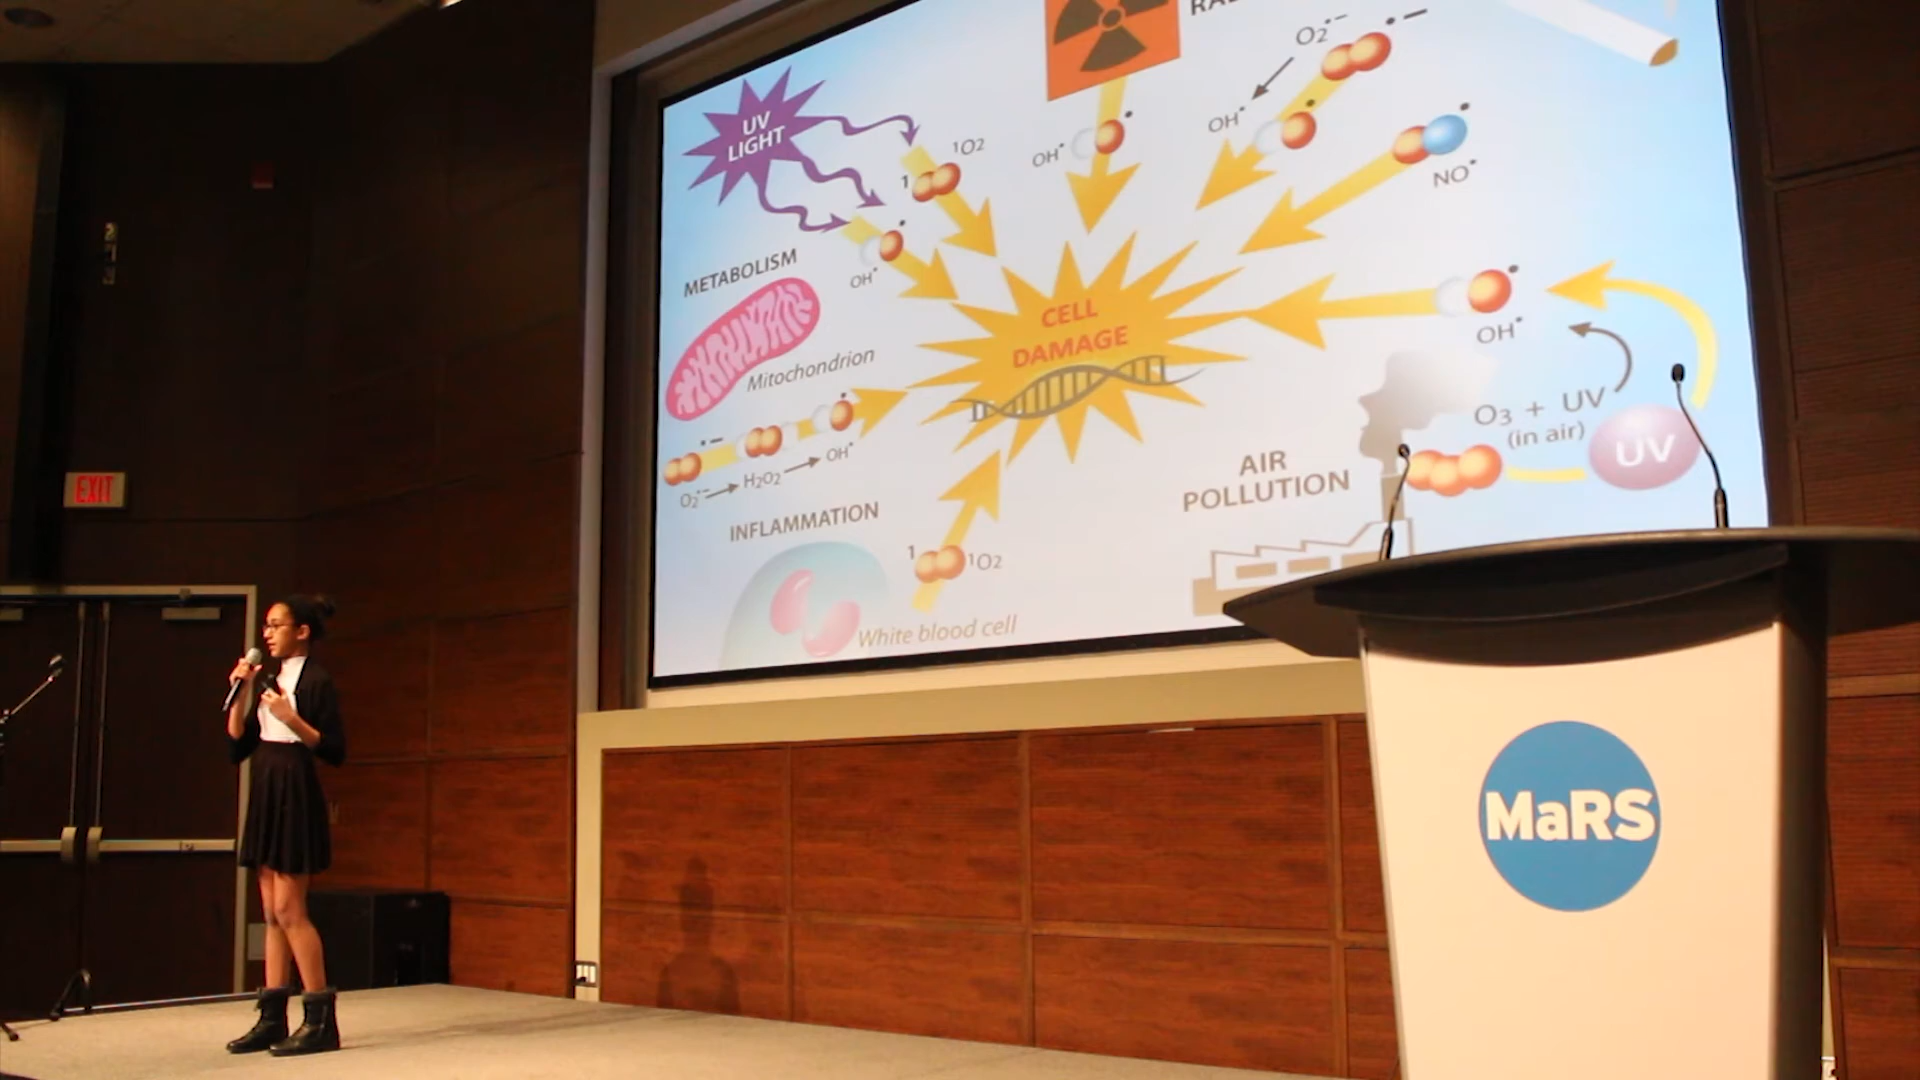 UV
LIGHT
1
¹O2
OH•
OH•
O2•−
OH•
NO•
METABOLISM
Mitochondrion
CELL
DAMAGE
OH•
O2•− → H2O2 → OH•
O3 + UV
(in air)
UV
AIR
POLLUTION
INFLAMMATION
1
¹O2
White blood cell
EXIT
MaRS